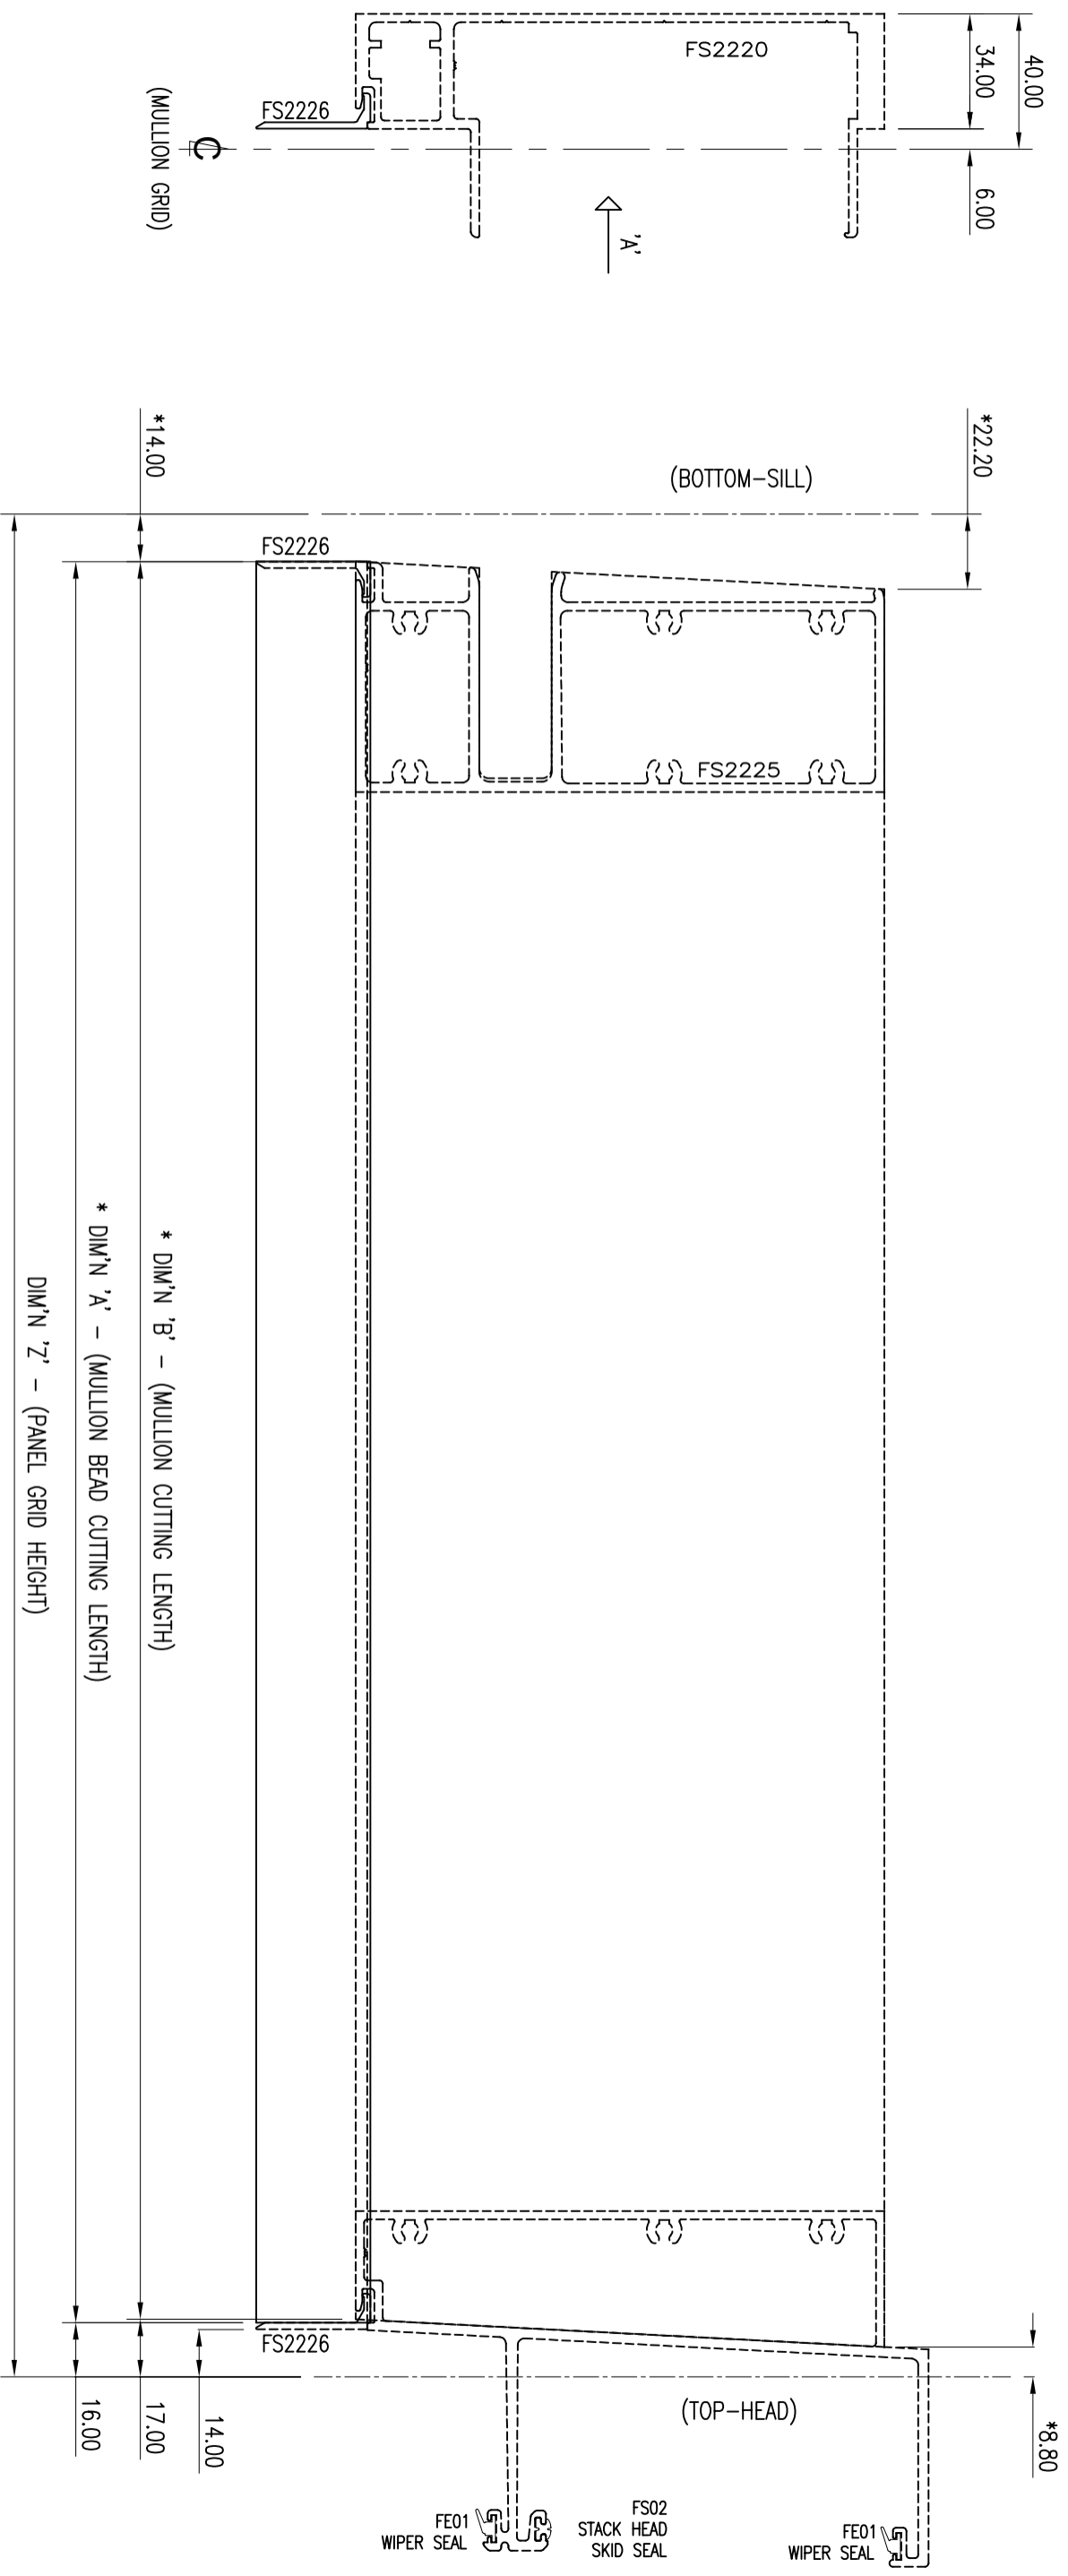 40.00
34.00
6.00
FS2220
FS2226
C
(MULLION GRID)
'A'
*22.20
*14.00
(BOTTOM-SILL)
FS2226
FS2225
* DIM'N 'B' - (MULLION CUTTING LENGTH)
* DIM'N 'A' - (MULLION BEAD CUTTING LENGTH)
DIM'N 'Z' - (PANEL GRID HEIGHT)
FS2226
(TOP-HEAD)
*8.80
14.00
17.00
16.00
FE01
WIPER SEAL
FS02
STACK HEAD
SKID SEAL
FE01
WIPER SEAL